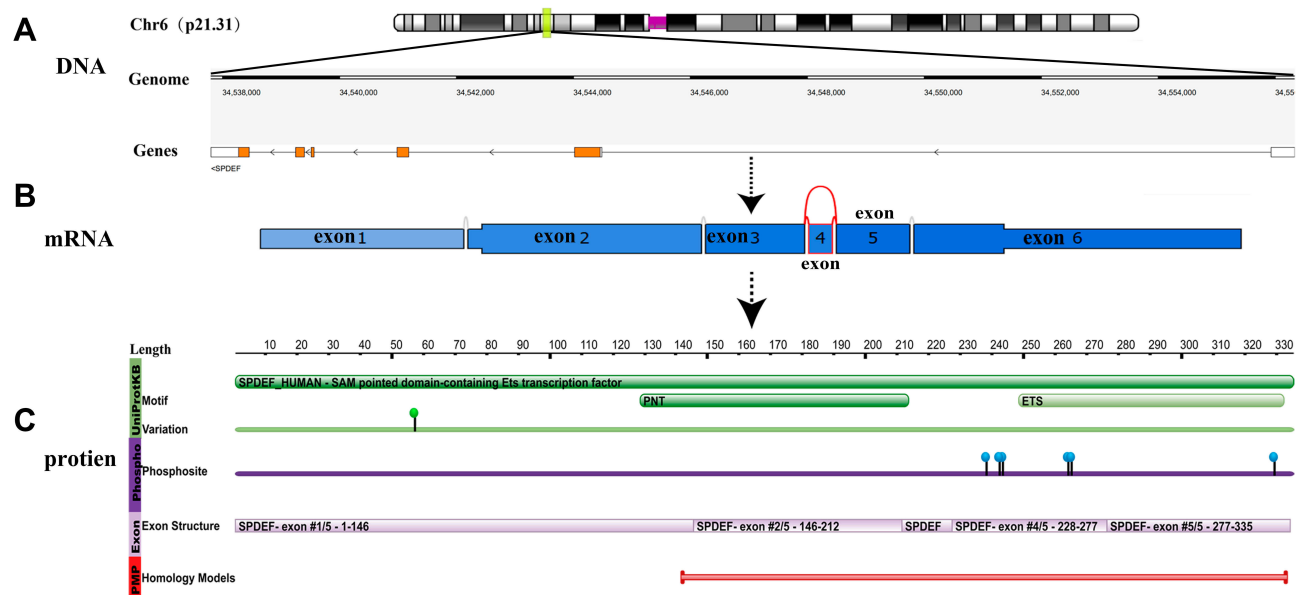 A
Chr6（p21.31）
DNA
Genome
34,538,000 34,540,000 34,542,000 34,544,000 34,546,000 34,548,000 34,550,000 34,552,000 34,554,000 34,55
Genes
<SPDEF
B
mRNA
exon 1
exon 2
exon 3
4
exon
exon
5
exon 6
Length
10 20 30 40 50 60 70 80 90 100 110 120 130 140 150 160 170 180 190 200 210 220 230 240 250 260 270 280 290 300 310 320 330
C
protien
UniProtKB
SPDEF_HUMAN - SAM pointed domain-containing Ets transcription factor
Motif
PNT
ETS
Variation
Phospho
Phosphosite
Exon
Exon Structure
SPDEF- exon #1/5 - 1-146
SPDEF- exon #2/5 - 146-212
SPDEF
SPDEF- exon #4/5 - 228-277
SPDEF- exon #5/5 - 277-335
PMP
Homology Models